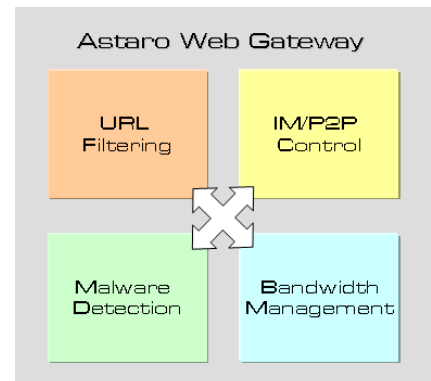 Astaro Web Gateway
URL
Filtering
IM/P2P
Control
Malware
Detection
Bandwidth
Management